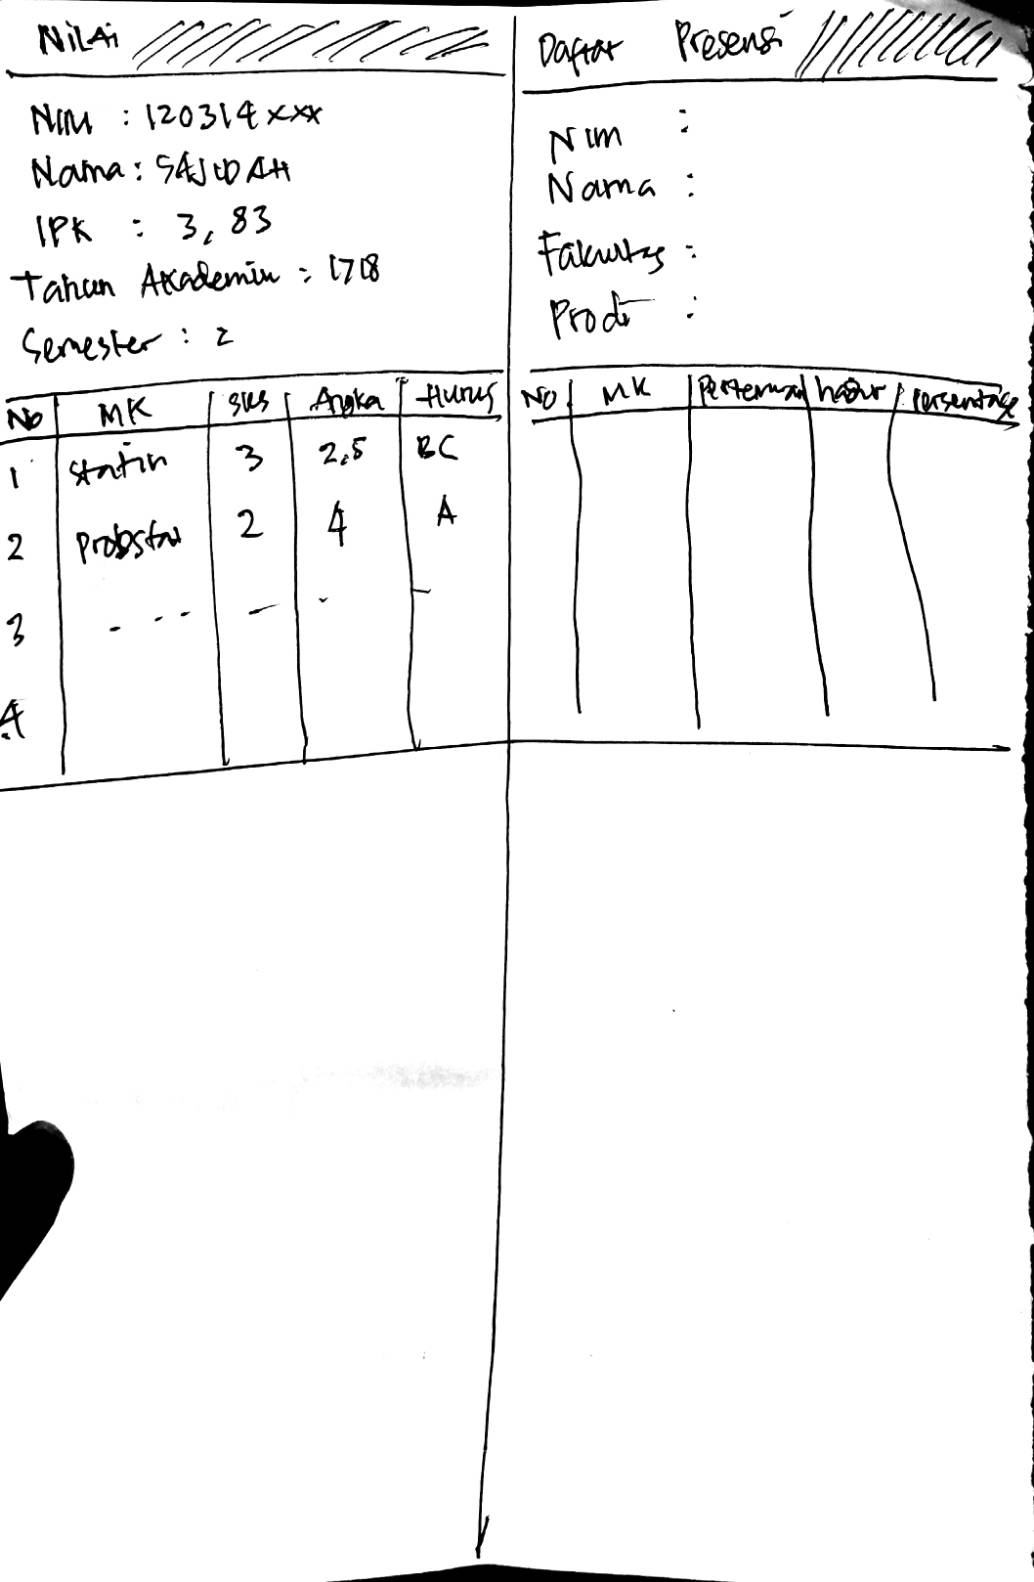 Nilai
NIM : 120314xxx
Nama : SAJIDAH
IPK : 3,83
Tahun Akademik : 1718
Semester : 2
No MK SKS Angka Huruf
1 Statin 3 2,5 BC
2 Probstat 2 4 A
3
4
Daftar Presensi
NIM :
Nama :
Fakultas :
Prodi :
No MK Pertemuan hadir Persentase